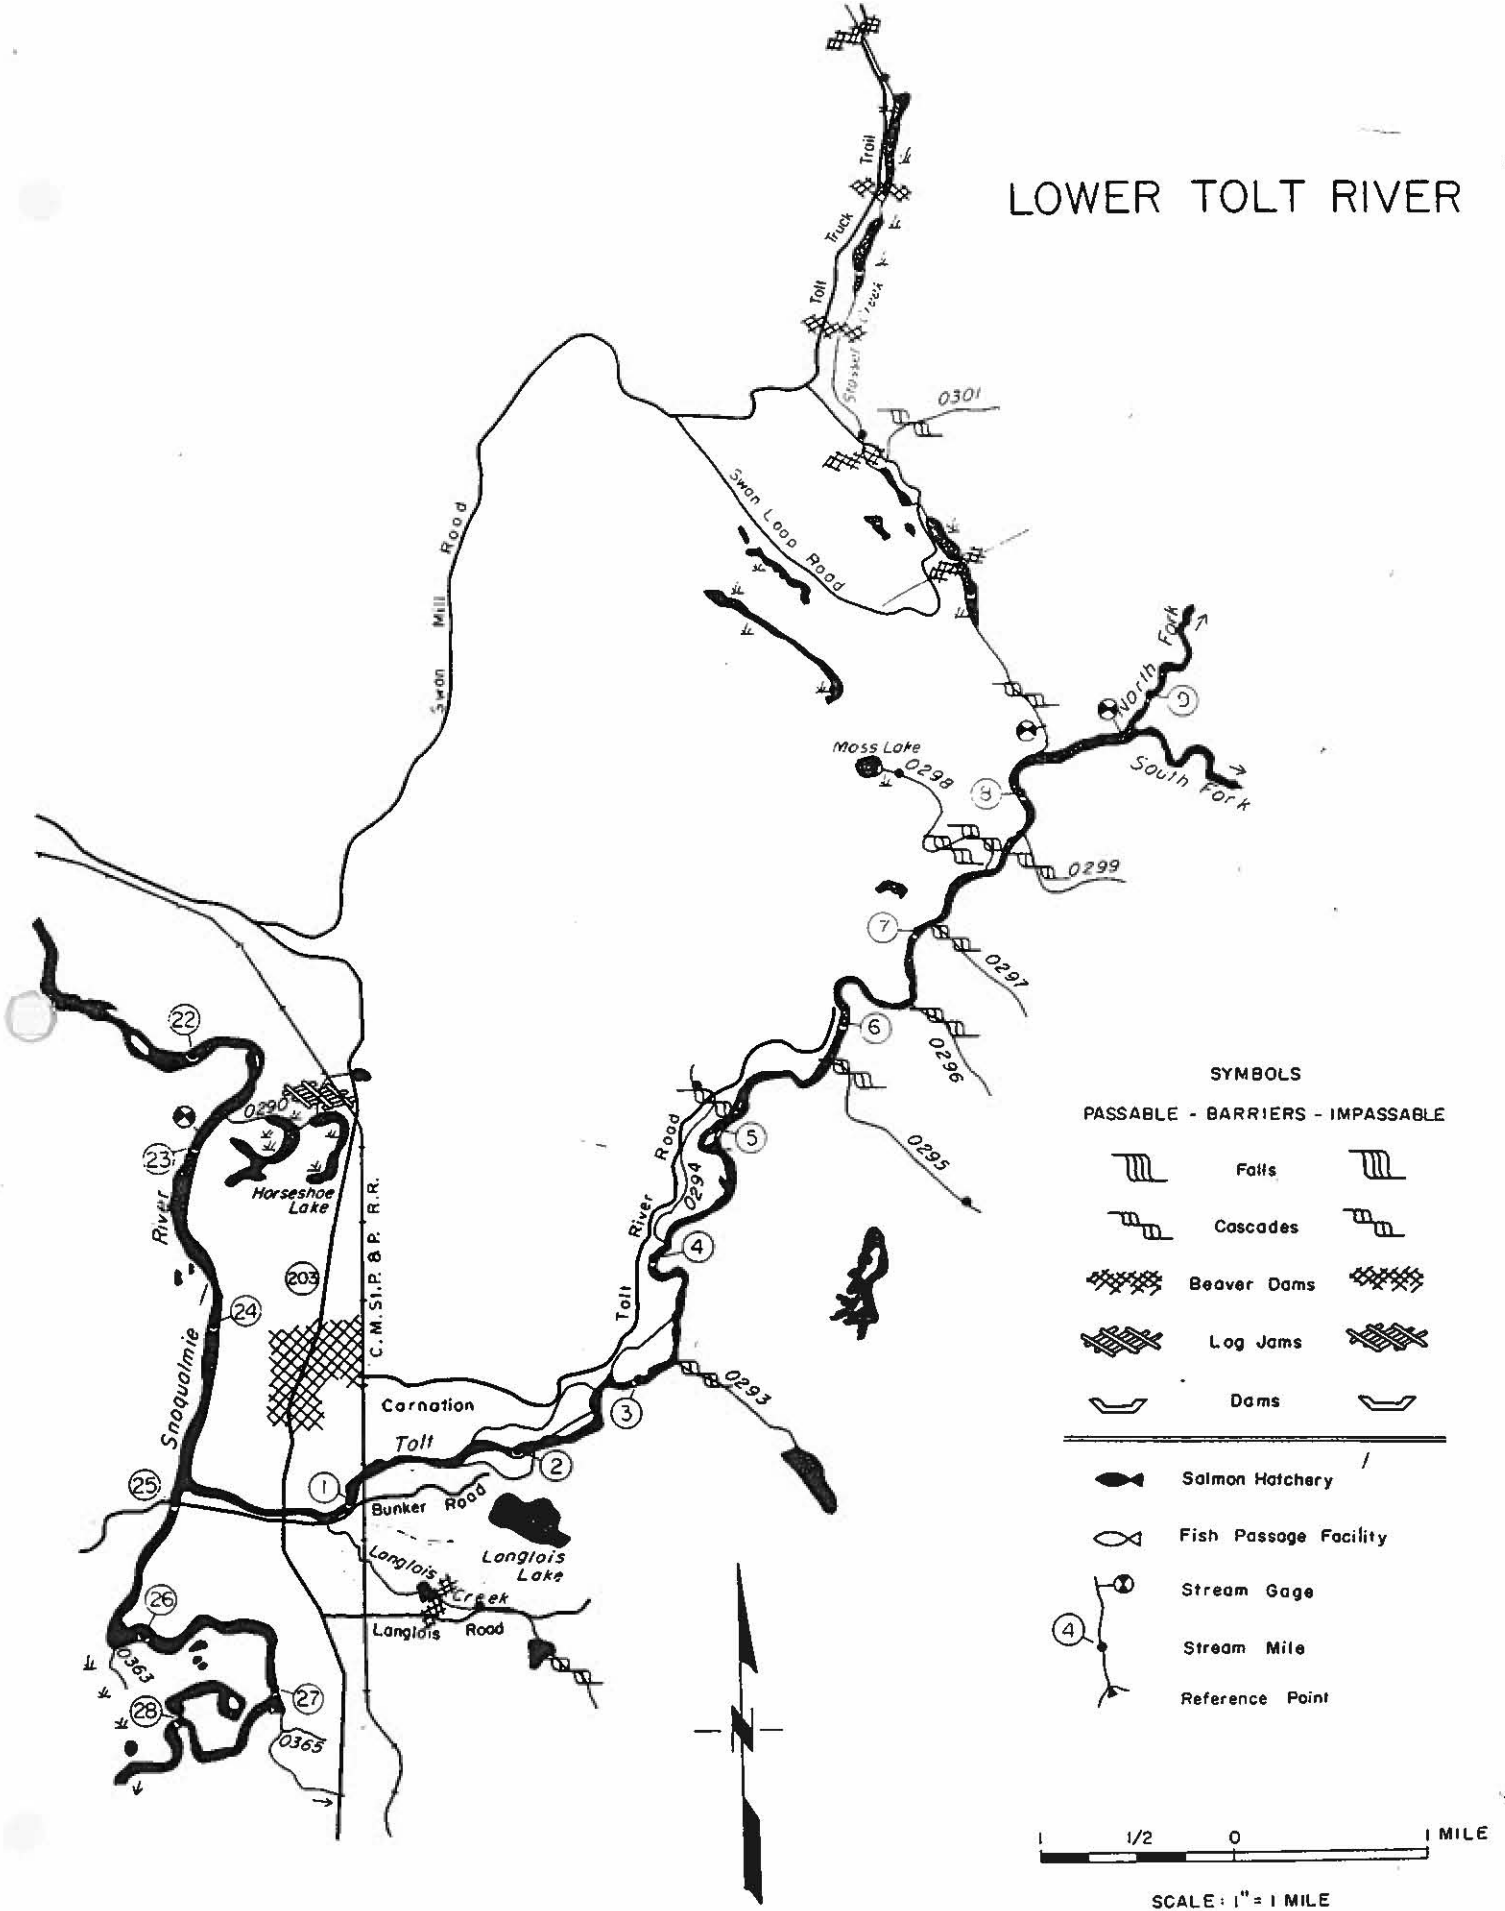 LOWER TOLT RIVER
Tolt Truck Trail
Stossel Creek
0301
Swan Loop Road
Swan Mill Road
North Fork
9
South Fork
Moss Lake
0298
8
0299
7
0297
6
0296
22
0290
23
Horseshoe
Lake
River
5
0295
0294
Tolt River Road
4
203
C.M.St.P. & P. R.R.
24
Snoqualmie
Carnation
0293
3
Tolt
2
25
1
Bunker Road
Langlois
Lake
Langlois Creek
Langlois Road
26
0363
27
28
0365
SYMBOLS
PASSABLE - BARRIERS - IMPASSABLE
Falls
Cascades
Beaver Dams
Log Jams
Dams
Salmon Hatchery
Fish Passage Facility
Stream Gage
4
Stream Mile
Reference Point
N
1 1/2 0 1 MILE
SCALE: 1" = 1 MILE